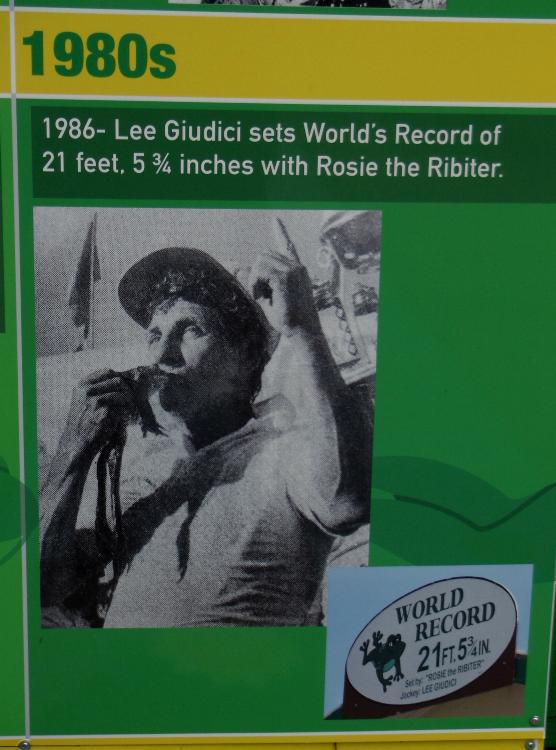 1980s
1986- Lee Giudici sets World's Record of
21 feet, 5 ¾ inches with Rosie the Ribiter.
WORLD
RECORD
21FT.5¾IN.
Set by: "ROSIE the RIBITER"
Jockey: LEE GIUDICI